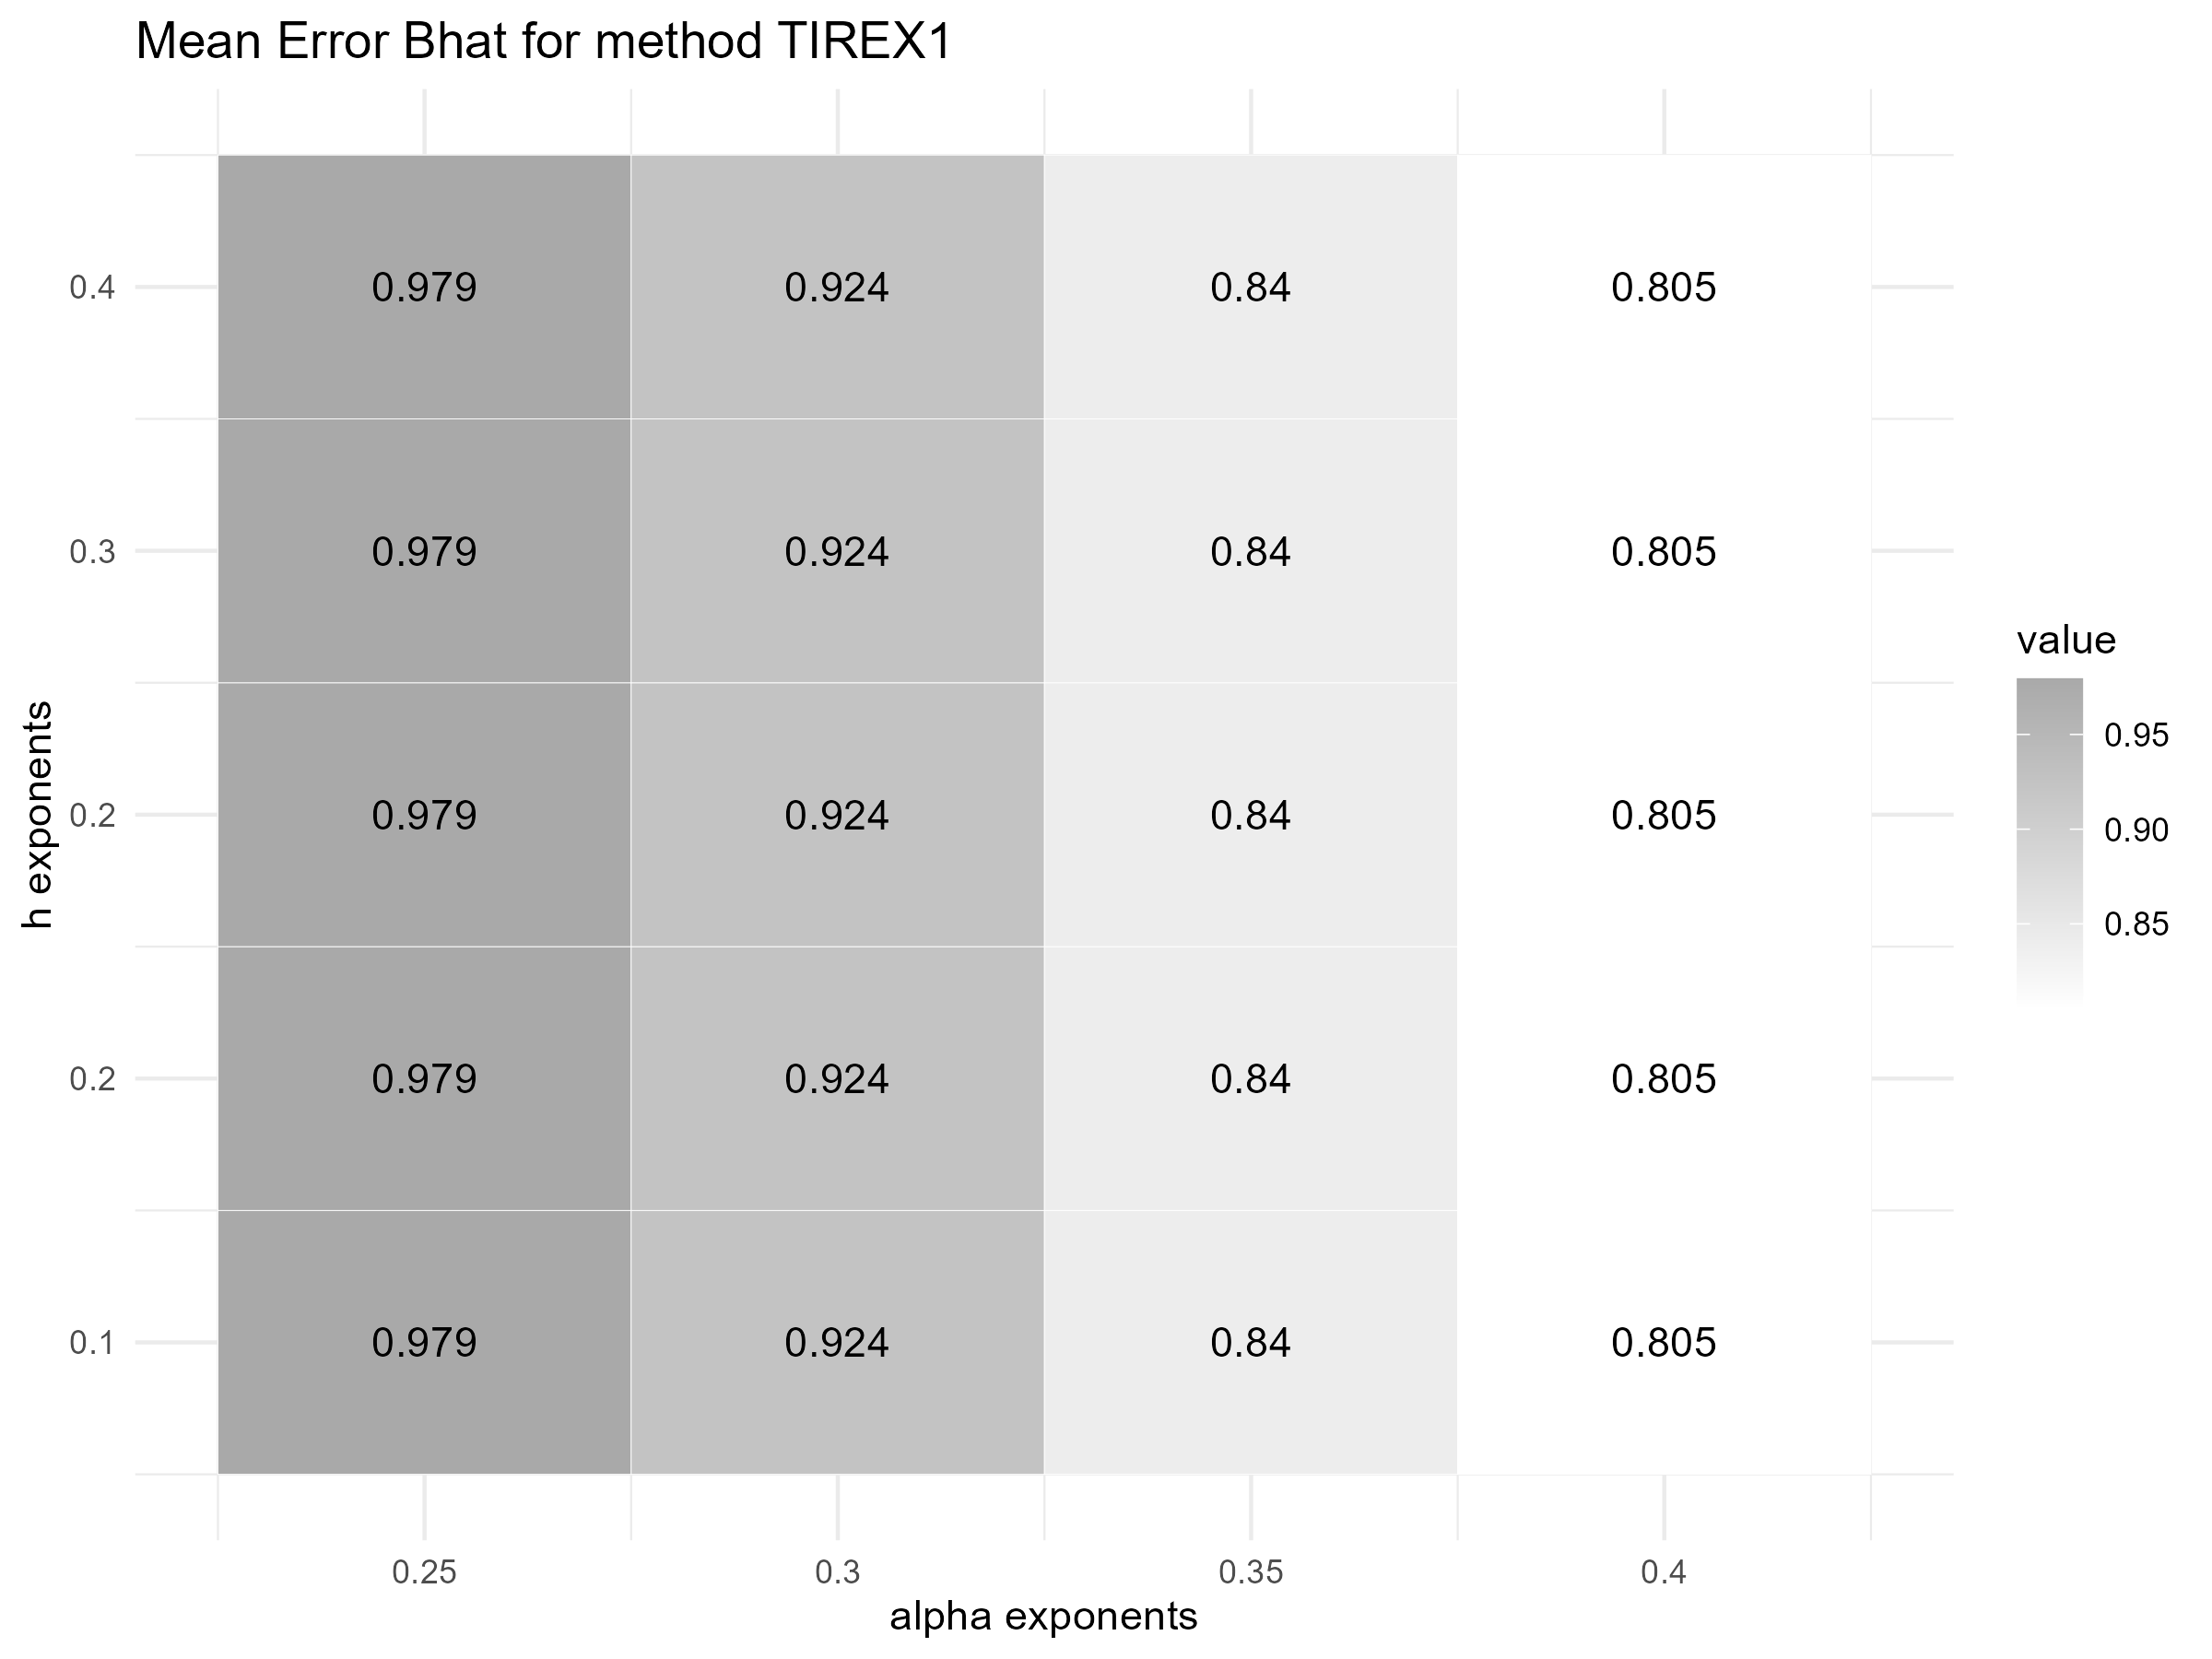 Mean Error Bhat for method TIREX1
0.4 0.979 0.924 0.84 0.805
0.3 0.979 0.924 0.84 0.805
0.2 0.979 0.924 0.84 0.805
0.2 0.979 0.924 0.84 0.805
0.1 0.979 0.924 0.84 0.805
h exponents
0.25 0.3 0.35 0.4
alpha exponents
value
0.95
0.90
0.85